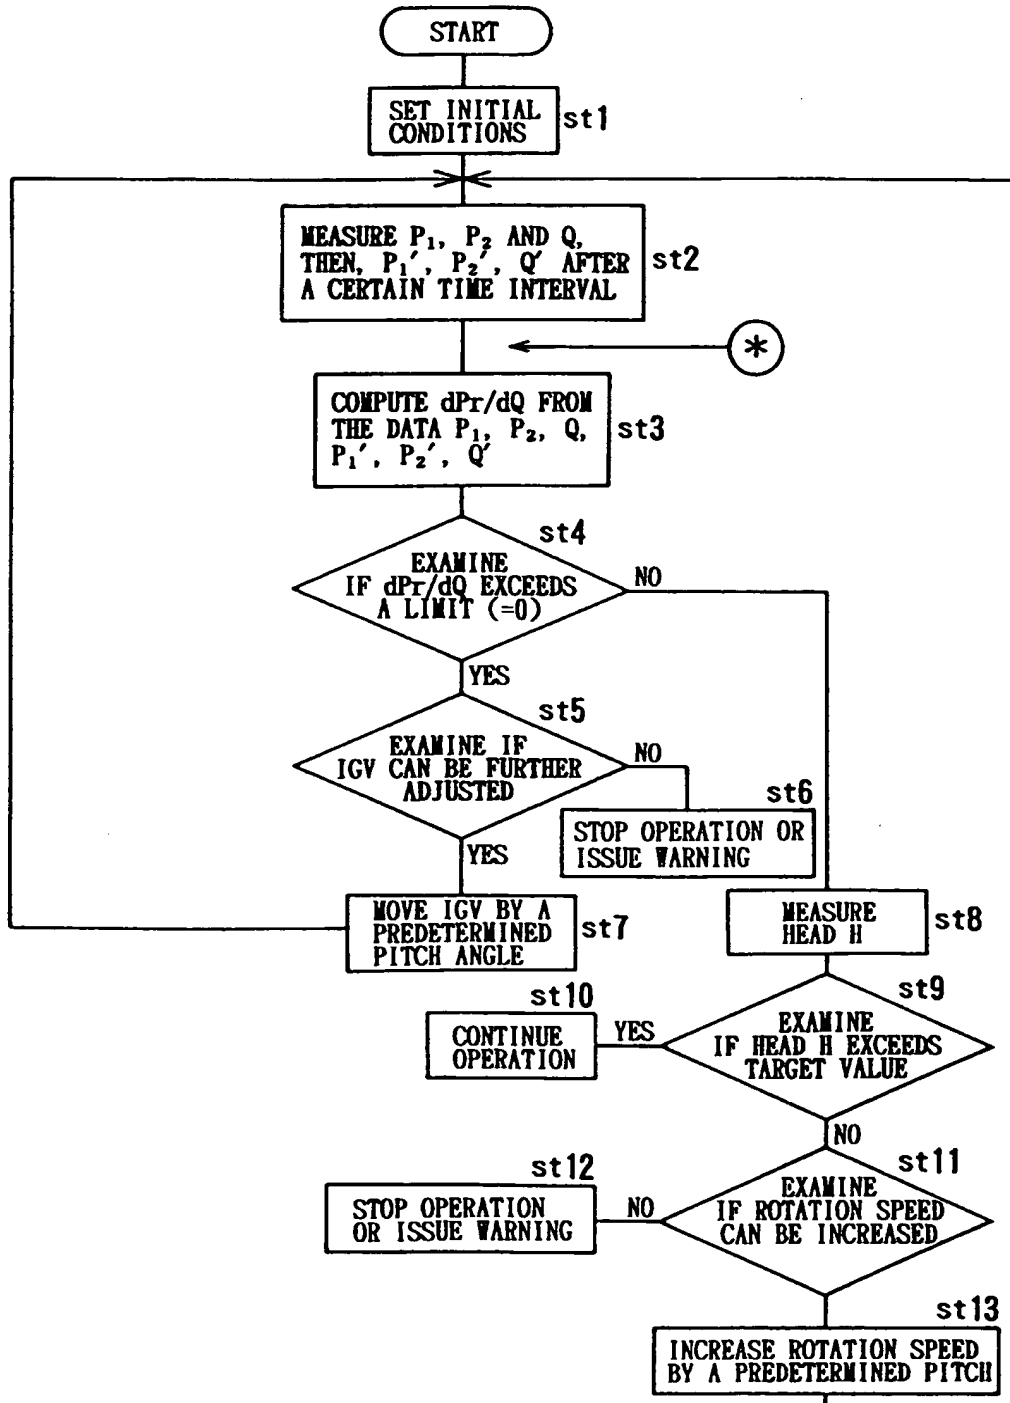 START
SET INITIAL
CONDITIONS
st1
MEASURE P₁, P₂ AND Q,
THEN, P₁′, P₂′, Q′ AFTER
A CERTAIN TIME INTERVAL
st2
*
COMPUTE dPr/dQ FROM
THE DATA P₁, P₂, Q,
P₁′, P₂′, Q′
st3
st4
EXAMINE
IF dPr/dQ EXCEEDS
A LIMIT (=0)
NO
YES
st5
EXAMINE IF
IGV CAN BE FURTHER
ADJUSTED
NO
YES
st6
STOP OPERATION OR
ISSUE WARNING
MOVE IGV BY A
PREDETERMINED
PITCH ANGLE
st7
MEASURE
HEAD H
st8
st9
EXAMINE
IF HEAD H EXCEEDS
TARGET VALUE
YES
NO
st10
CONTINUE
OPERATION
st11
EXAMINE
IF ROTATION SPEED
CAN BE INCREASED
NO
st12
STOP OPERATION
OR ISSUE WARNING
st13
INCREASE ROTATION SPEED
BY A PREDETERMINED PITCH